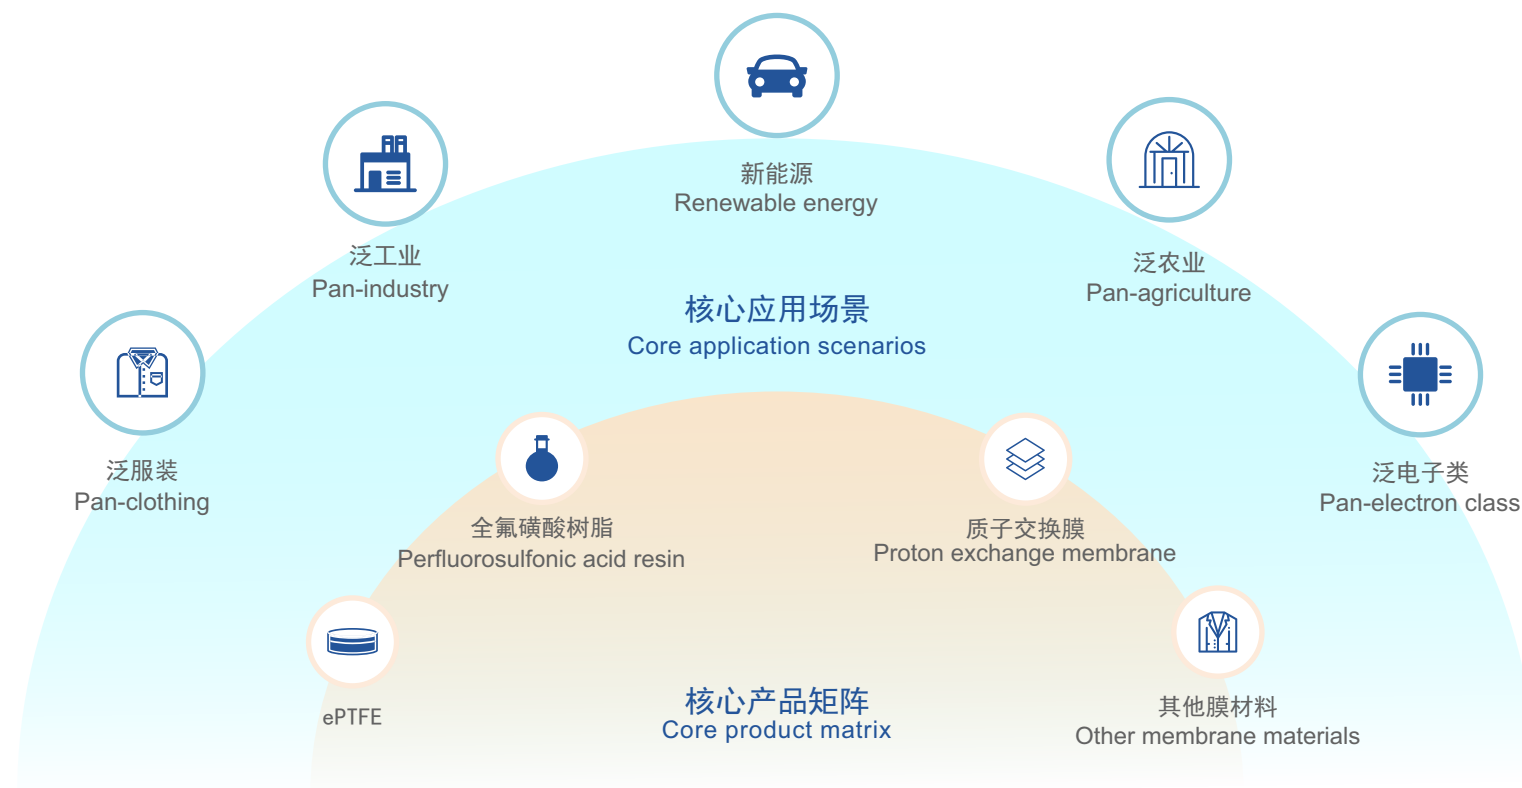 新能源
Renewable energy
泛工业
Pan-industry
泛农业
Pan-agriculture
核心应用场景
Core application scenarios
泛服装
Pan-clothing
泛电子类
Pan-electron class
全氟磺酸树脂
Perfluorosulfonic acid resin
质子交换膜
Proton exchange membrane
ePTFE
核心产品矩阵
Core product matrix
其他膜材料
Other membrane materials